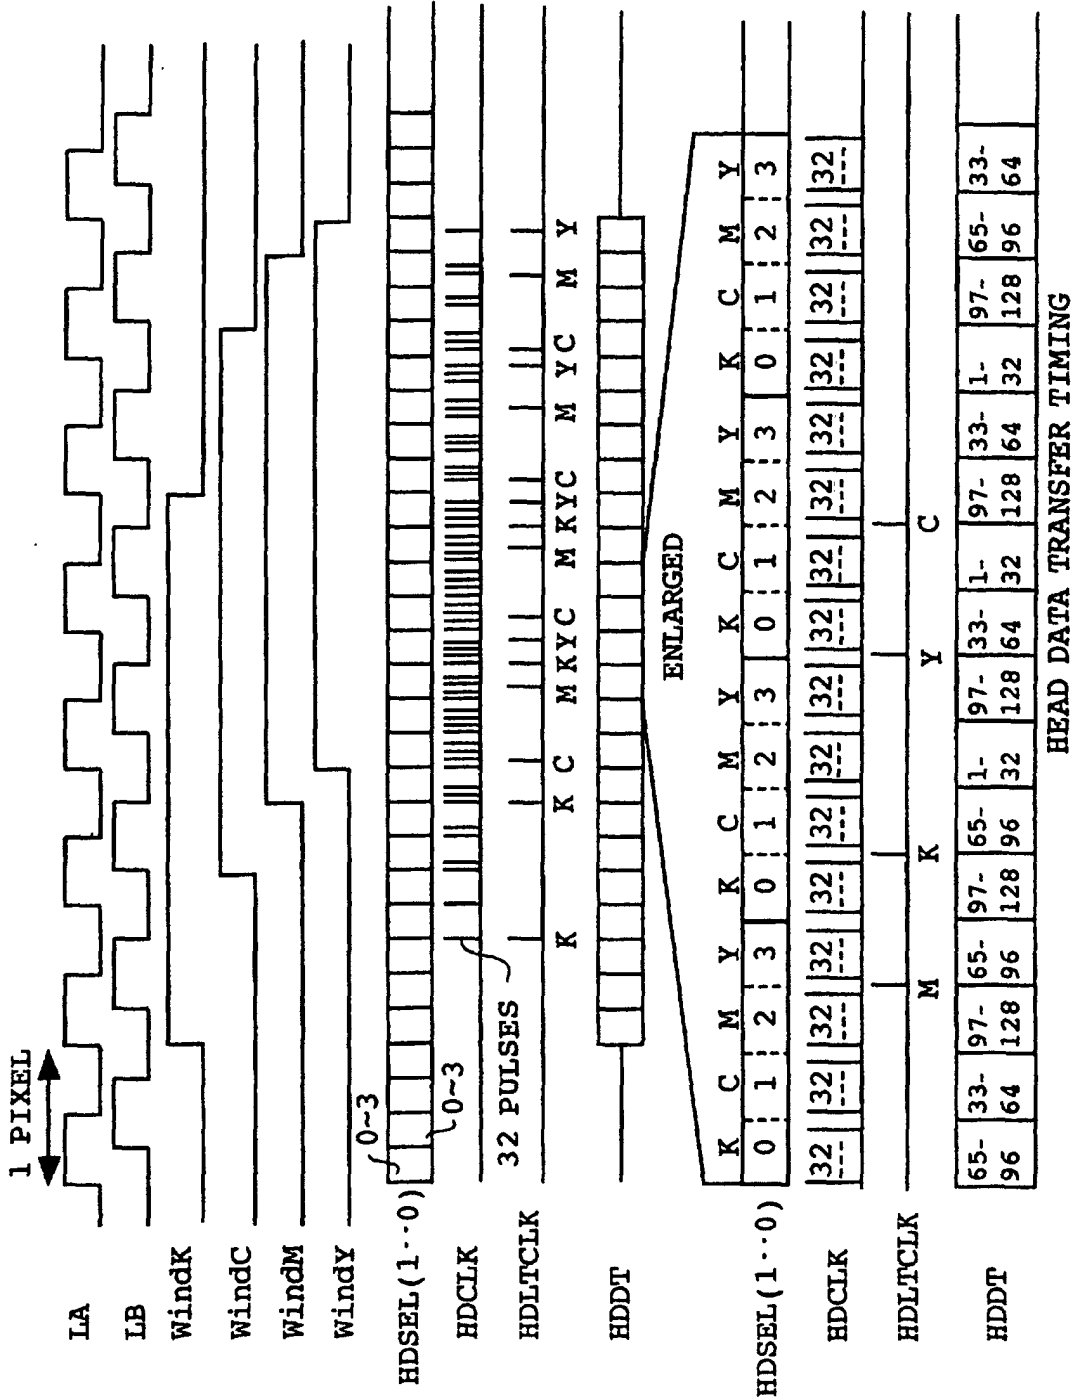 1 PIXEL
LA
LB
WindK
WindC
WindM
WindY
0~3
HDSEL(1··0)
0~3
HDCLK
32 PULSES
HDLTCLK
K K C M K Y C M K Y C M Y C M Y
HDDT
ENLARGED
K C M Y K C M Y K C M Y K C M Y
HDSEL(1··0) 0 1 2 3 0 1 2 3 0 1 2 3 0 1 2 3
HDCLK 32 32 32 32 32 32 32 32 32 32 32 32 32 32 32 32
HDLTCLK
M K Y C
HDDT
65- 33- 97- 65- 97- 65- 1- 97- 33- 1- 97- 33- 1- 97- 65- 33-
96 64 128 96 128 96 32 128 64 32 128 64 32 128 96 64
HEAD DATA TRANSFER TIMING